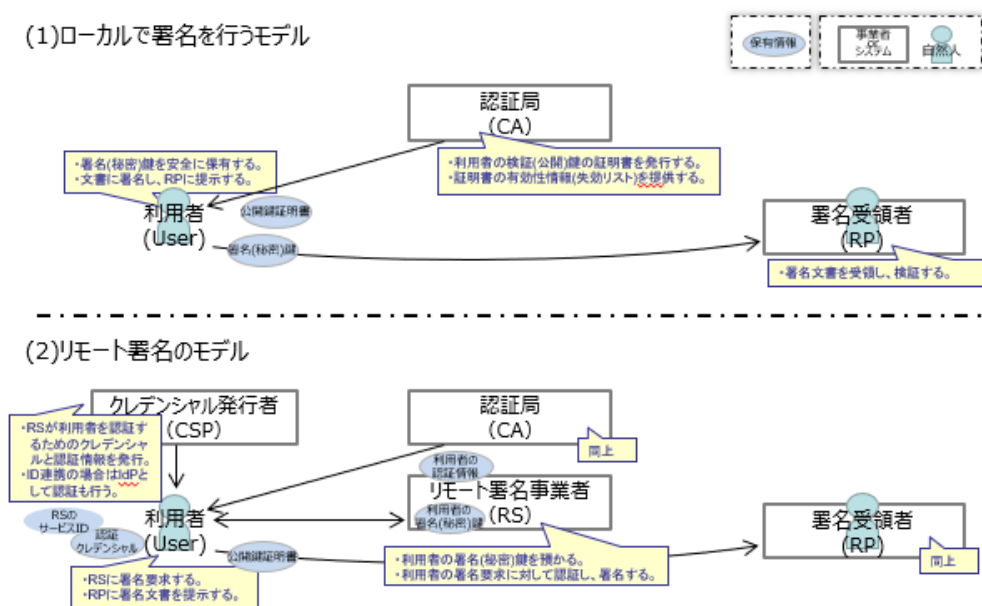 (1)ローカルで署名を行うモデル
保有情報
事業者
OR
システム
自然人
認証局
(CA)
・署名(秘密)鍵を安全に保有する。
・文書に署名し、RPに提示する。
・利用者の検証(公開)鍵の証明書を発行する。
・証明書の有効性情報(失効リスト)を提供する。
利用者
(User)
公開鍵証明書
署名(秘密)鍵
署名受領者
(RP)
・署名文書を受領し、検証する。
(2)リモート署名のモデル
クレデンシャル発行者
(CSP)
・RSが利用者を認証す
るためのクレデンシャ
ルと認証情報を発行。
・ID連携の場合はIdPと
して認証も行う。
認証局
(CA)
同上
利用者の
認証情報
リモート署名事業者
(RS)
利用者の
署名(秘密)鍵
RSの
サービスID
認証
クレデンシャル
利用者
(User)
公開鍵証明書
・RSに署名要求する。
・RPに署名文書を提示する。
・利用者の署名(秘密)鍵を預かる。
・利用者の署名要求に対して認証し、署名する。
署名受領者
(RP)
同上